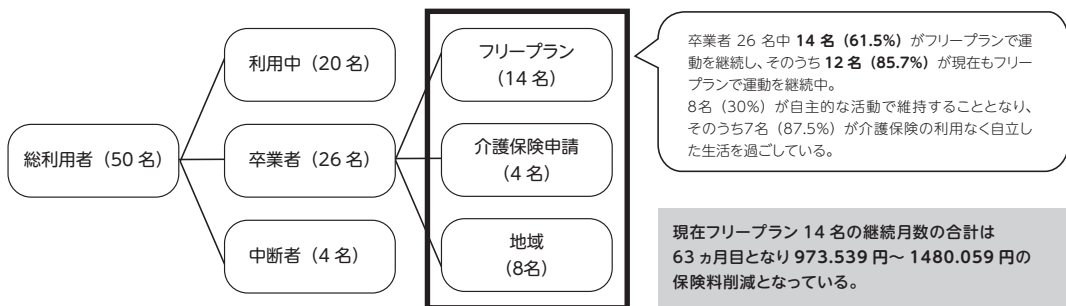 総利用者（50 名）
利用中（20 名）
卒業者（26 名）
中断者（4 名）
フリープラン
（14 名）
介護保険申請
（4 名）
地域
（8名）
卒業者 26 名中 14 名（61.5%）がフリープランで運
動を継続し、そのうち 12 名（85.7%）が現在もフリー
プランで運動を継続中。
8名（30%）が自主的な活動で維持することとなり、
そのうち7名（87.5%）が介護保険の利用なく自立し
た生活を過ごしている。
現在フリープラン 14 名の継続月数の合計は
63 ヵ月目となり 973.539 円～ 1480.059 円の
保険料削減となっている。